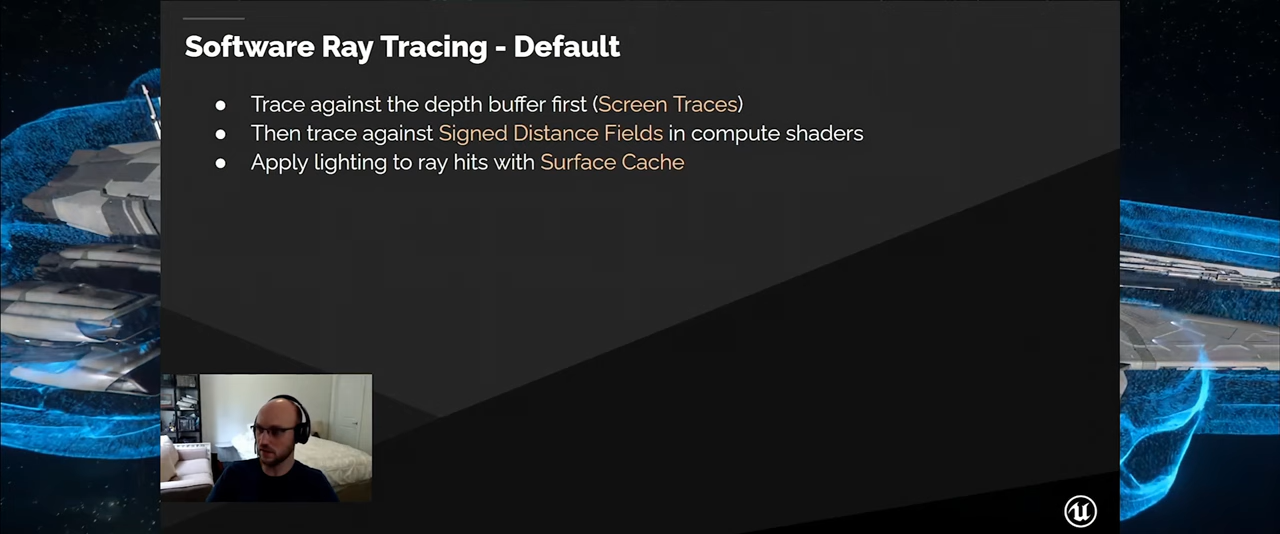 Software Ray Tracing - Default
● Trace against the depth buffer first (Screen Traces)
● Then trace against Signed Distance Fields in compute shaders
● Apply lighting to ray hits with Surface Cache